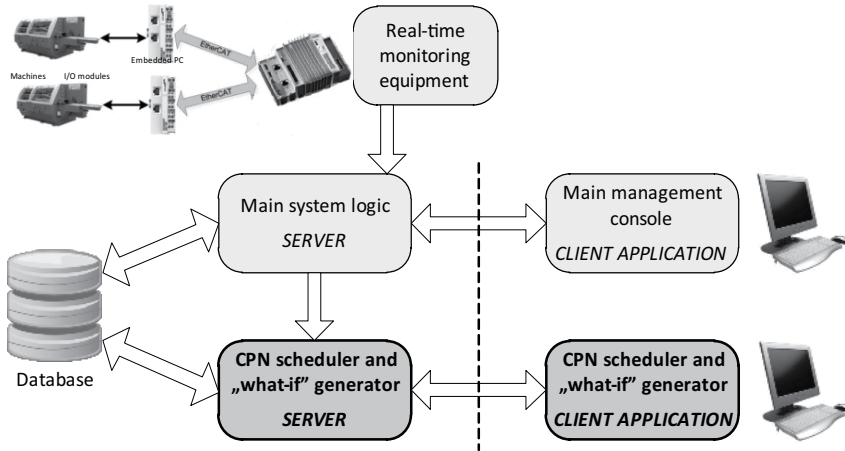 Real-time
monitoring
equipment
EtherCAT
Embedded PC
Machines
I/O modules
EtherCAT
Main system logic
SERVER
Main management
console
CLIENT APPLICATION
Database
CPN scheduler and
„what-if” generator
SERVER
CPN scheduler and
„what-if” generator
CLIENT APPLICATION